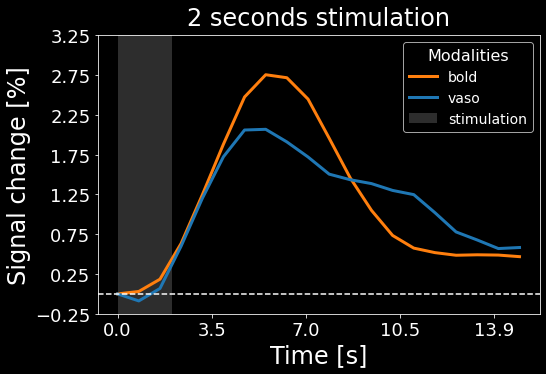 2 seconds stimulation
Signal change [%]
3.25
2.75
2.25
1.75
1.25
0.75
0.25
−0.25
Modalities
bold
vaso
stimulation
0.0 3.5 7.0 10.5 13.9
Time [s]